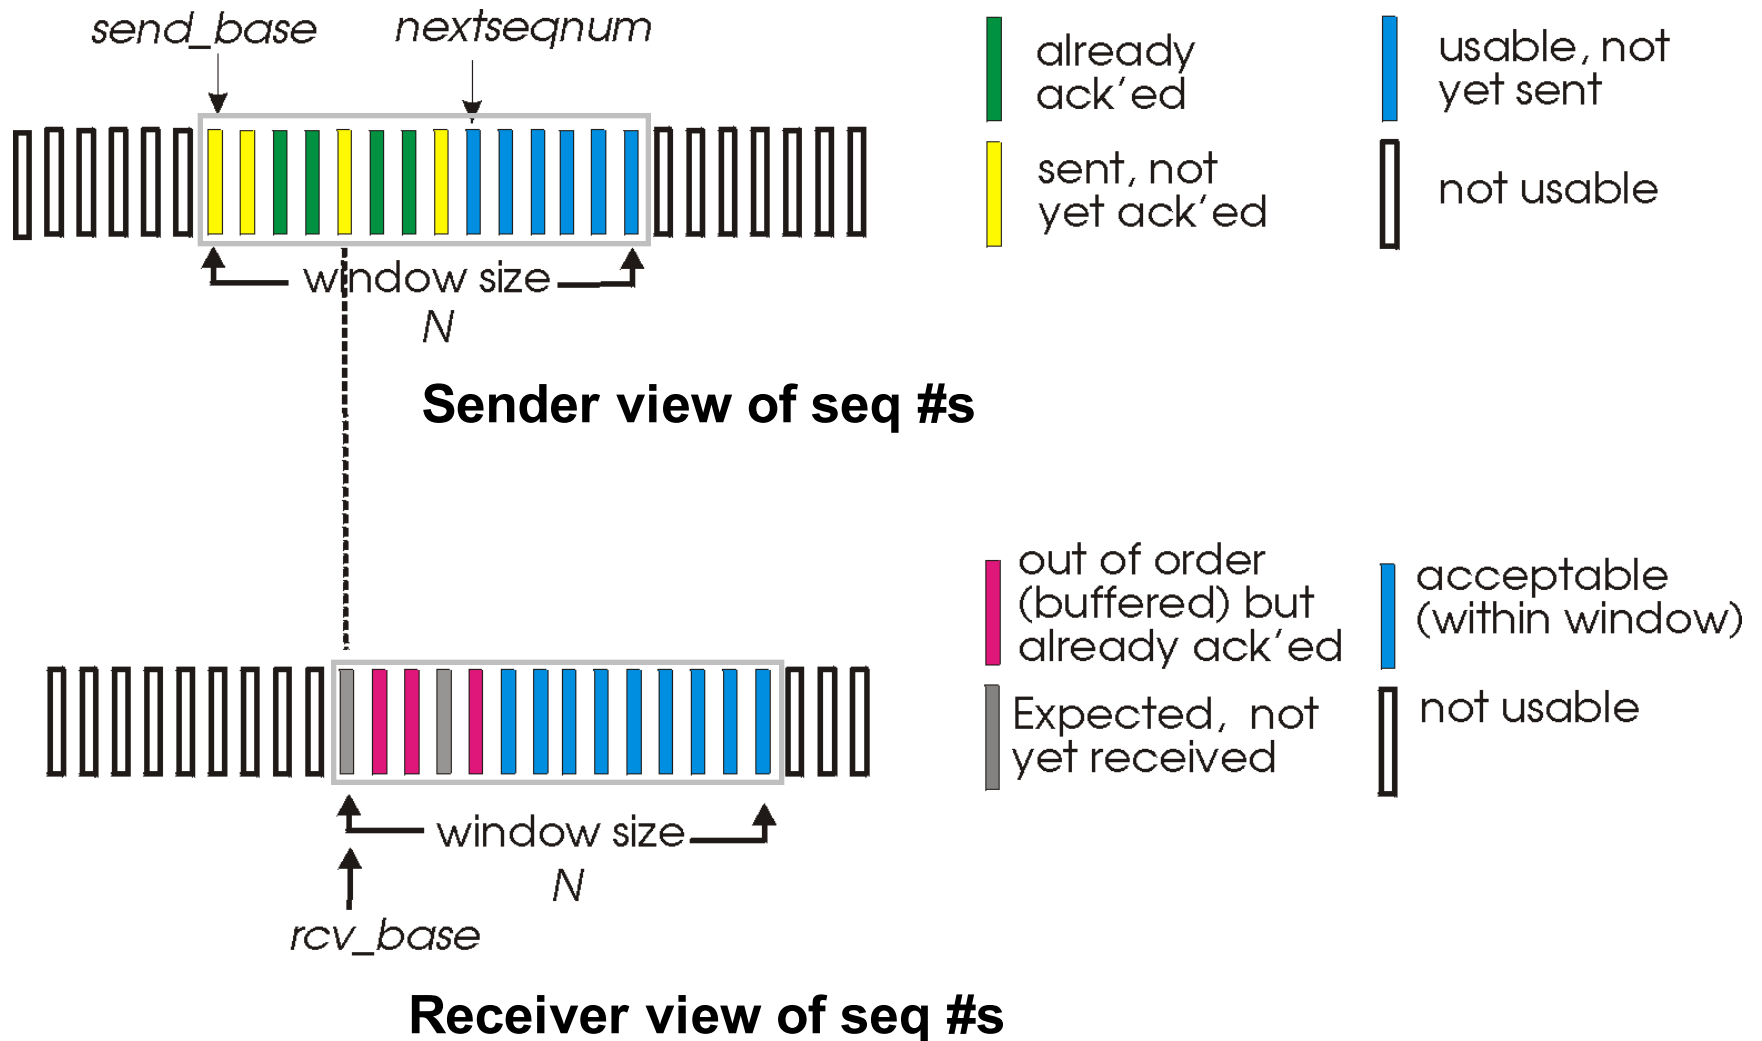 send_base
nextseqnum
window size
N
Sender view of seq #s
already
ack'ed
sent, not
yet ack'ed
usable, not
yet sent
not usable
window size
N
rcv_base
Receiver view of seq #s
out of order
(buffered) but
already ack'ed
Expected, not
yet received
acceptable
(within window)
not usable